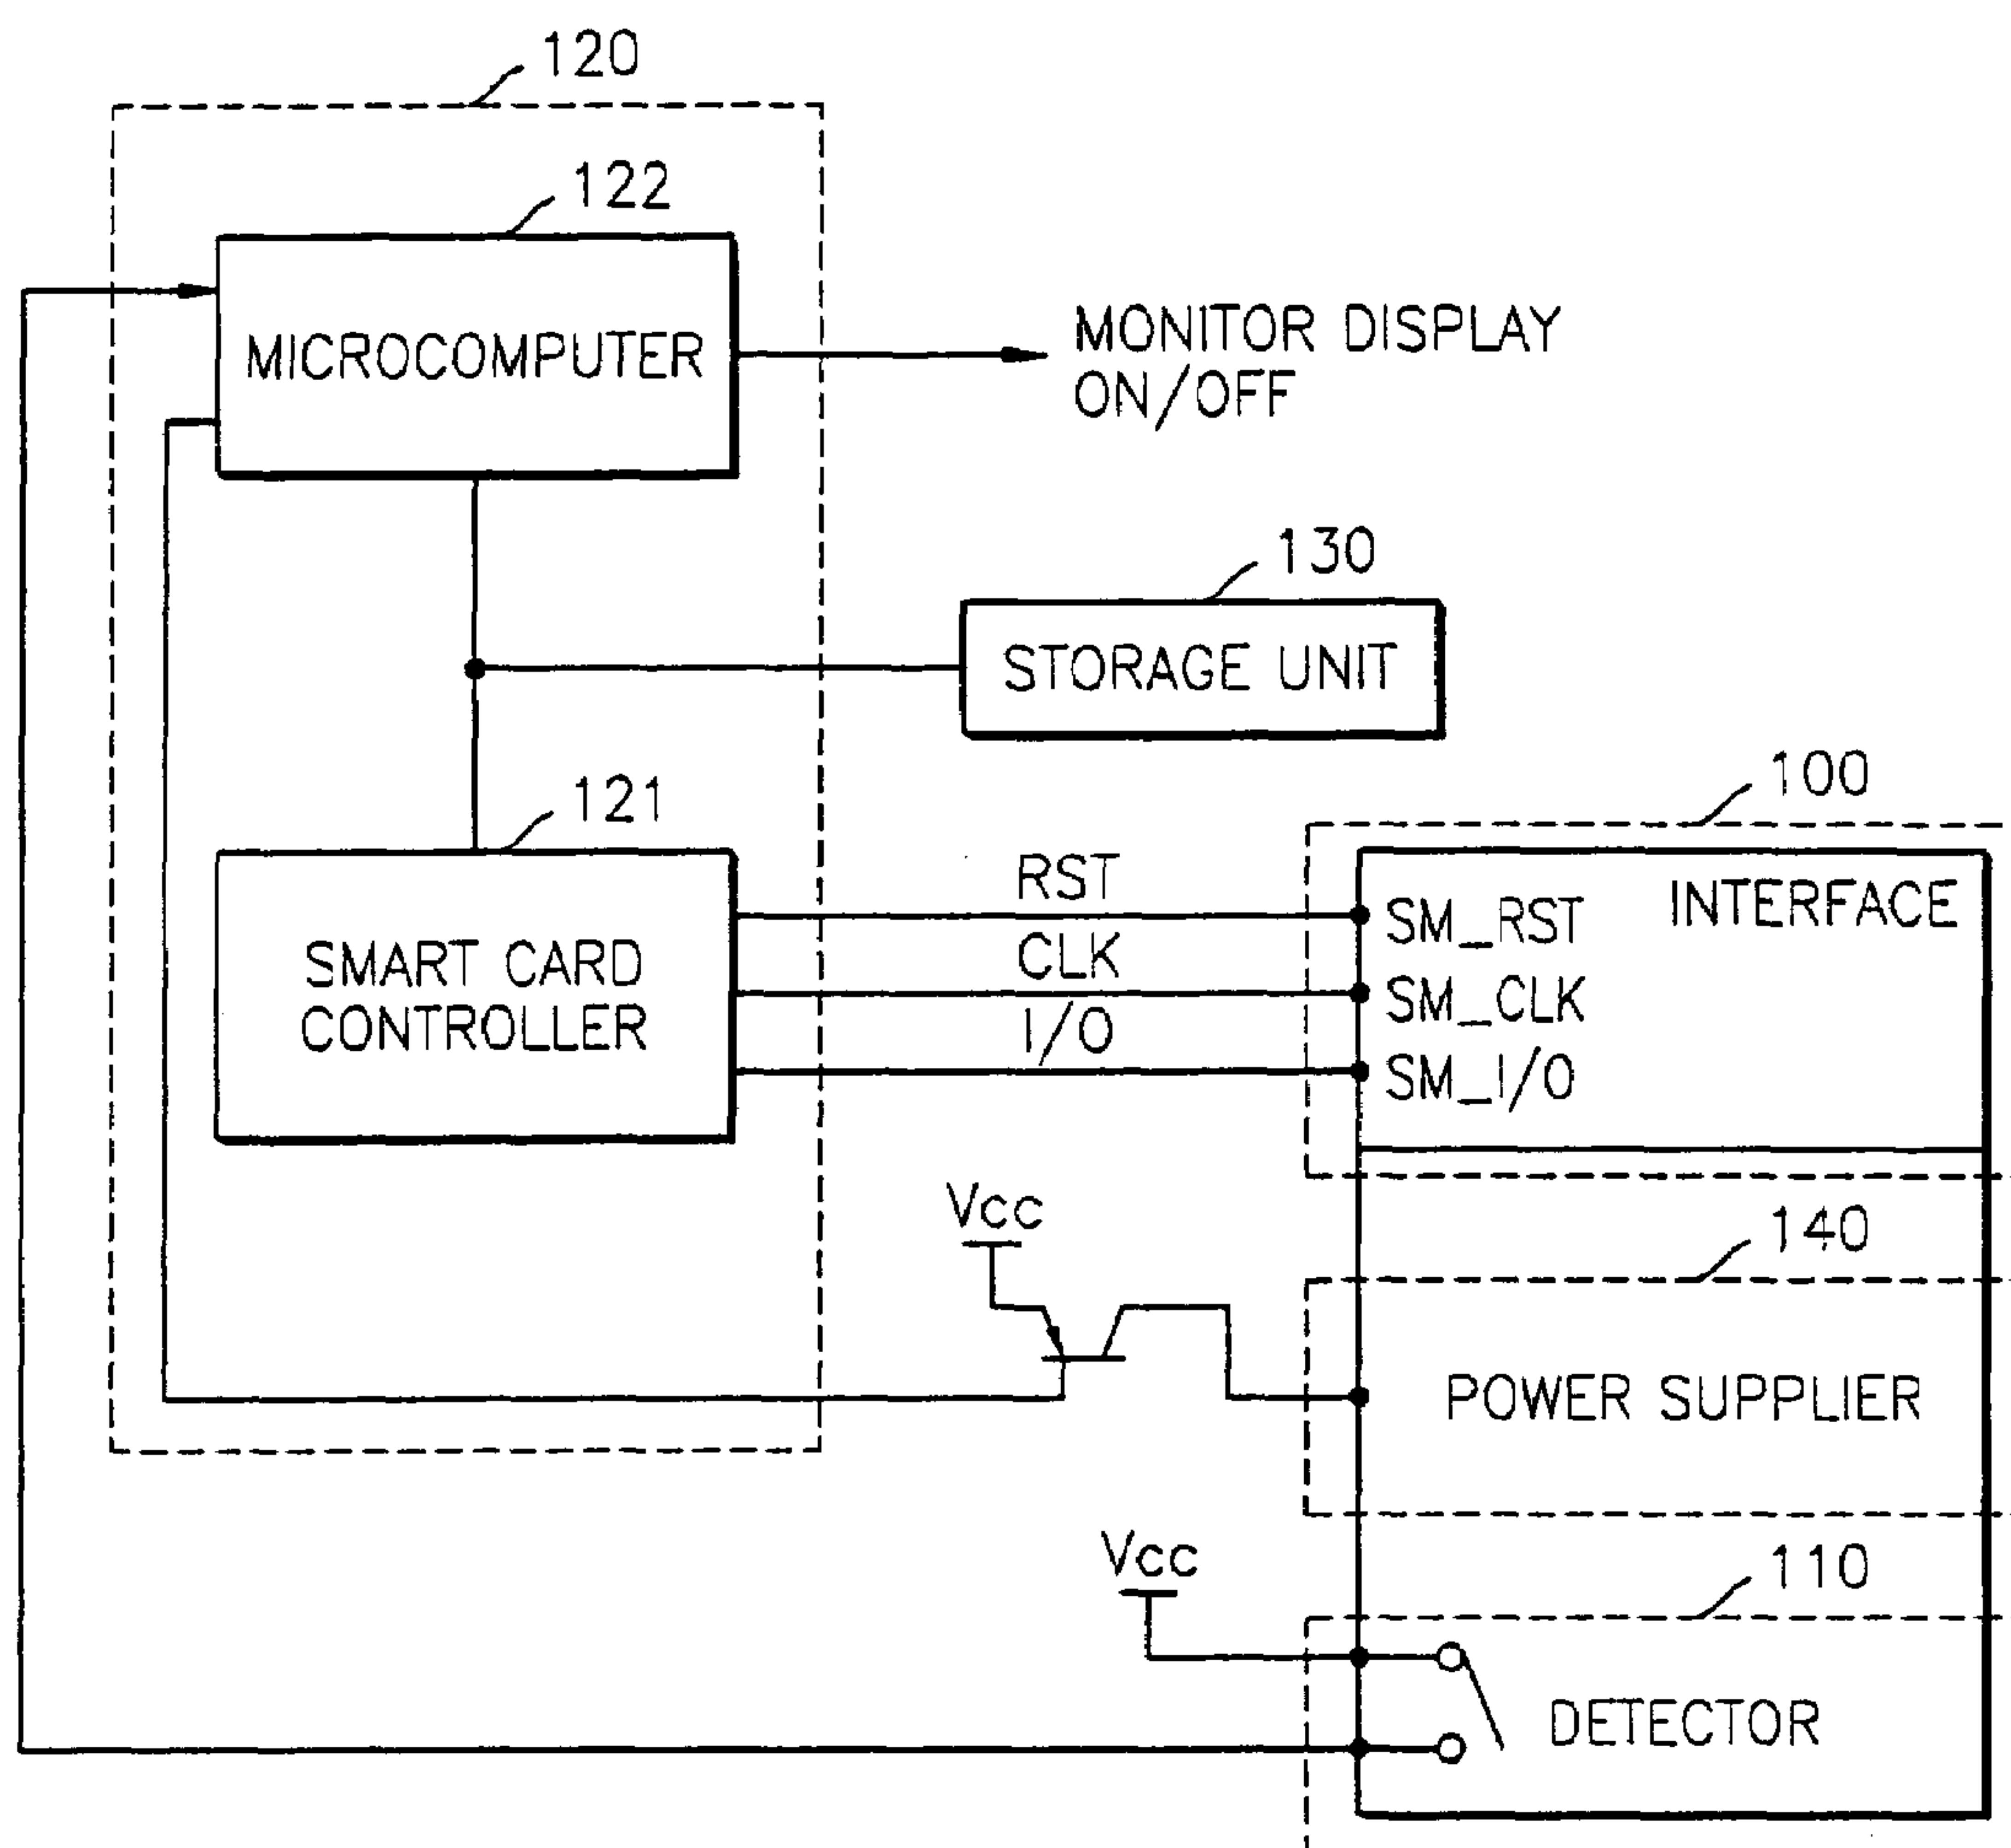 120
122
MICROCOMPUTER
MONITOR DISPLAY
ON/OFF
130
STORAGE UNIT
121
SMART CARD
CONTROLLER
RST
CLK
I/O
100
INTERFACE
SM_RST
SM_CLK
SM_I/O
Vcc
140
POWER SUPPLIER
Vcc
110
DETECTOR